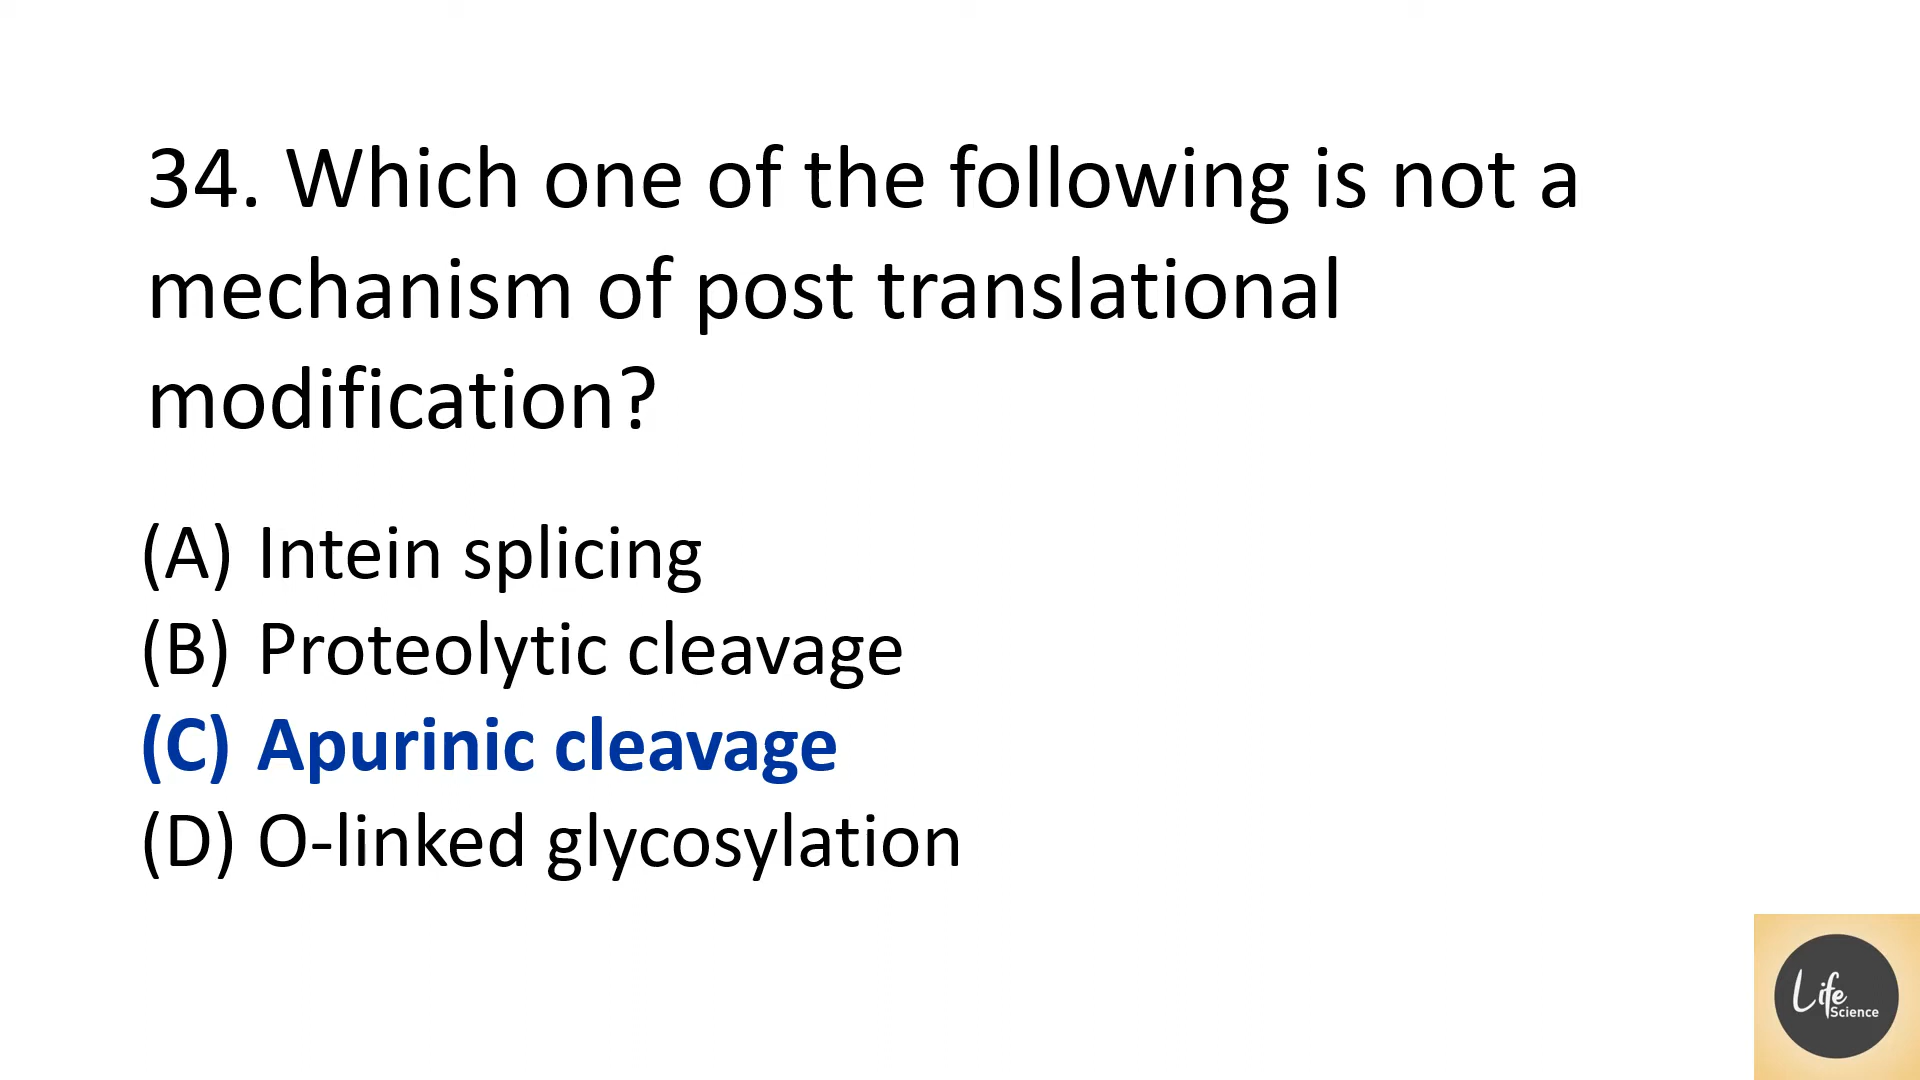 34. Which one of the following is not a
mechanism of post translational
modification?
(A) Intein splicing
(B) Proteolytic cleavage
(C) Apurinic cleavage
(D) O-linked glycosylation
Life
Science